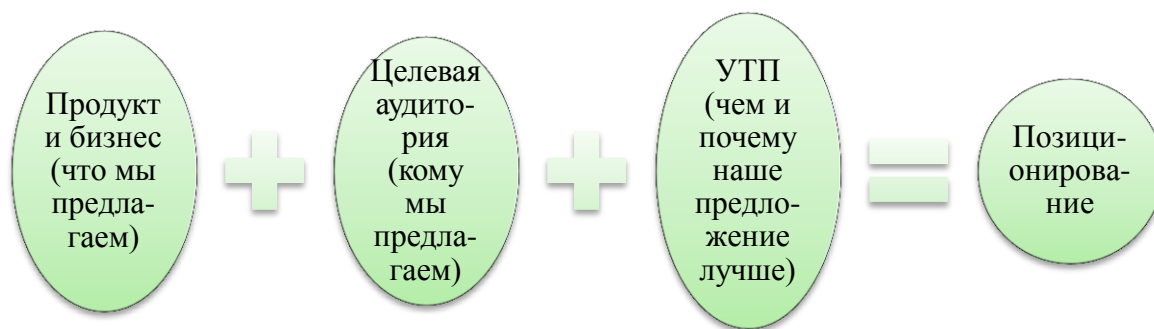 Продукт
и бизнес
(что мы
предла-
гаем)
Целевая
аудито-
рия
(кому
мы
предла-
гаем)
УТП
(чем и
почему
наше
предло-
жение
лучше)
Позици-
онирова-
ние